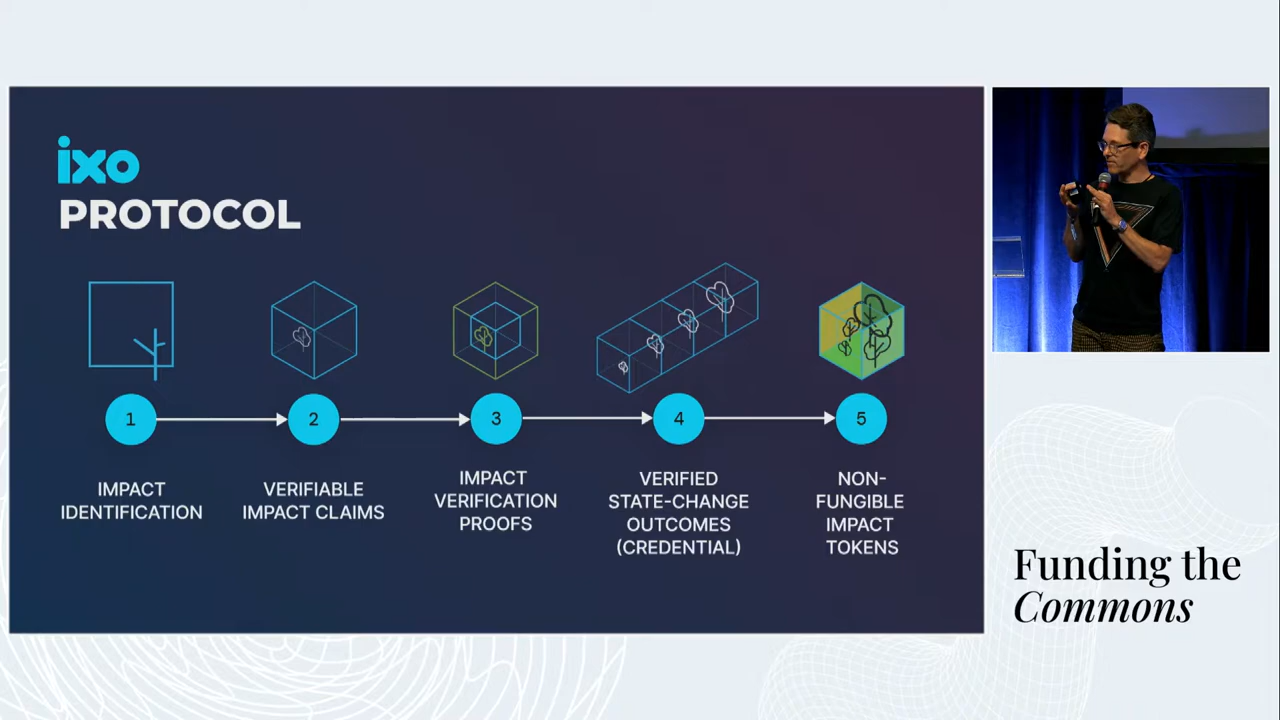 ixo
PROTOCOL
1
2
3
4
5
IMPACT
IDENTIFICATION
VERIFIABLE
IMPACT CLAIMS
IMPACT
VERIFICATION
PROOFS
VERIFIED
STATE-CHANGE
OUTCOMES
(CREDENTIAL)
NON-
FUNGIBLE
IMPACT
TOKENS
Funding the
Commons